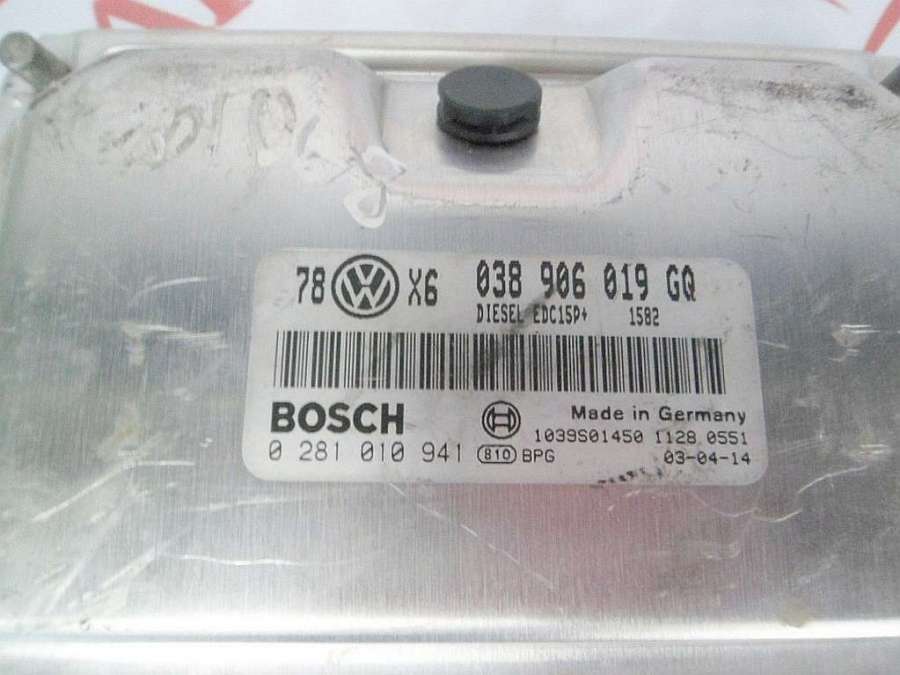 78 VW X6 038 906 019 GQ
DIESEL EDC15P+ 1582
BOSCH
Made in Germany
1039S01450 1128 0551
0 281 010 941 810 BPG 03-04-14